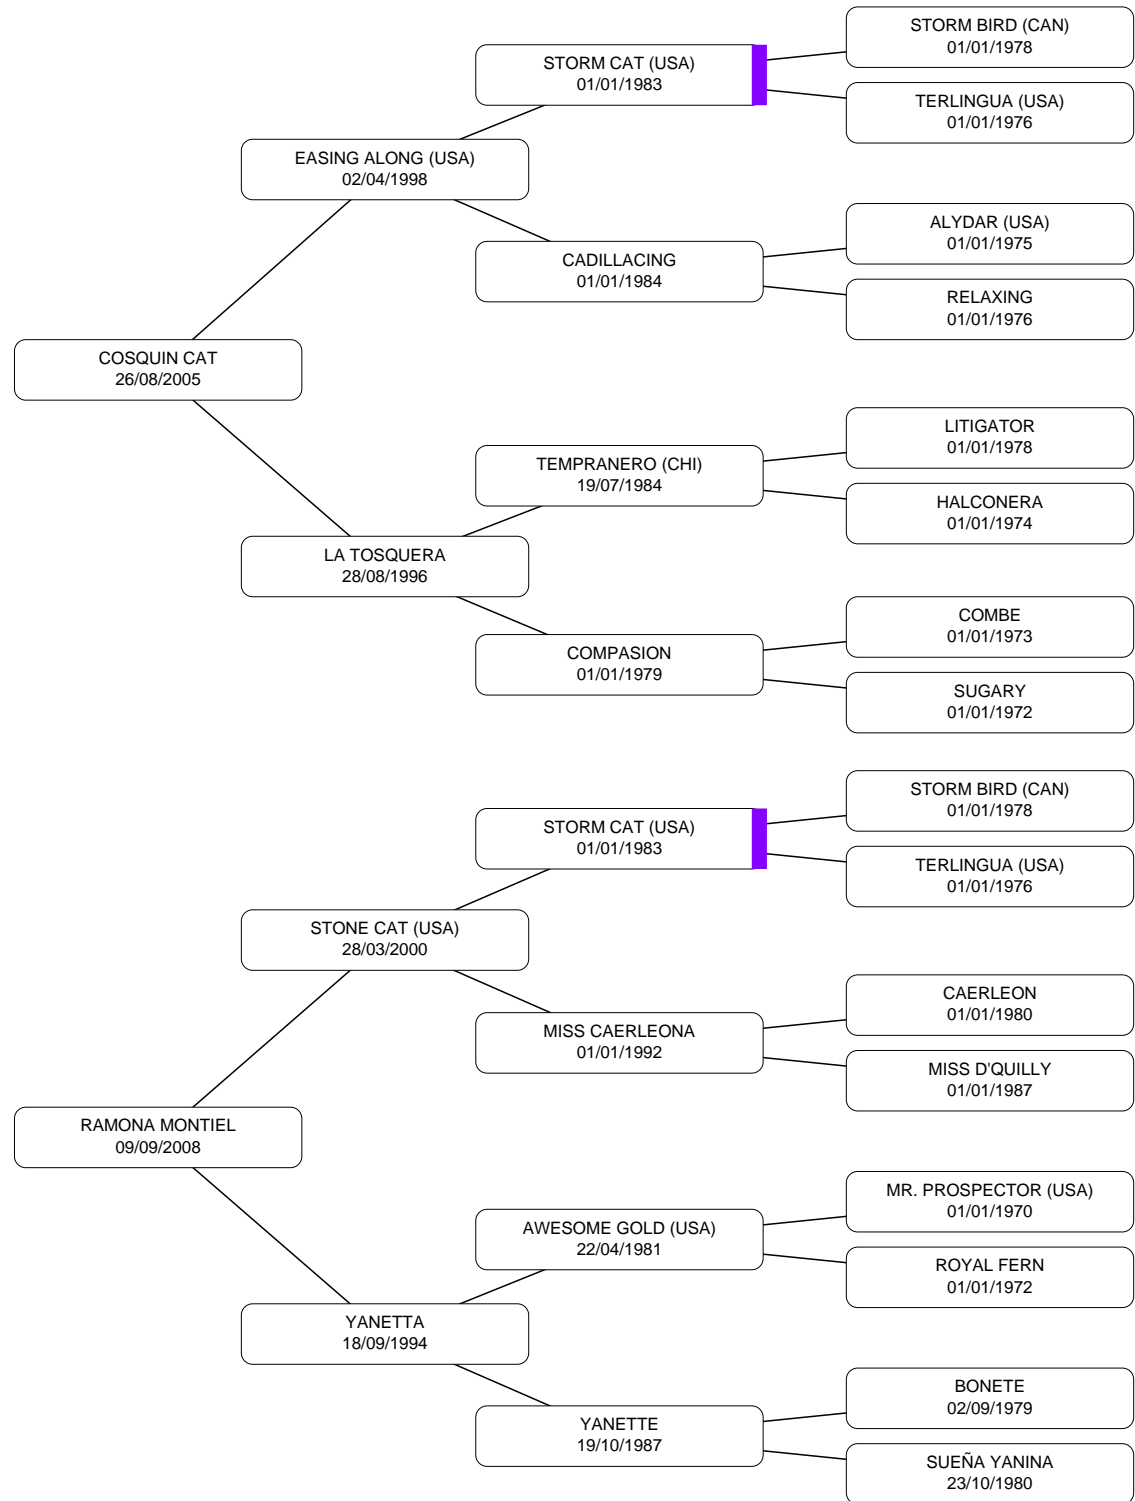 STORM BIRD (CAN)
01/01/1978
STORM CAT (USA)
01/01/1983
TERLINGUA (USA)
01/01/1976
EASING ALONG (USA)
02/04/1998
ALYDAR (USA)
01/01/1975
CADILLACING
01/01/1984
RELAXING
01/01/1976
COSQUIN CAT
26/08/2005
LITIGATOR
01/01/1978
TEMPRANERO (CHI)
19/07/1984
HALCONERA
01/01/1974
LA TOSQUERA
28/08/1996
COMBE
01/01/1973
COMPASION
01/01/1979
SUGARY
01/01/1972
STORM BIRD (CAN)
01/01/1978
STORM CAT (USA)
01/01/1983
TERLINGUA (USA)
01/01/1976
STONE CAT (USA)
28/03/2000
CAERLEON
01/01/1980
MISS CAERLEONA
01/01/1992
MISS D'QUILLY
01/01/1987
RAMONA MONTIEL
09/09/2008
MR. PROSPECTOR (USA)
01/01/1970
AWESOME GOLD (USA)
22/04/1981
ROYAL FERN
01/01/1972
YANETTA
18/09/1994
BONETE
02/09/1979
YANETTE
19/10/1987
SUEÑA YANINA
23/10/1980